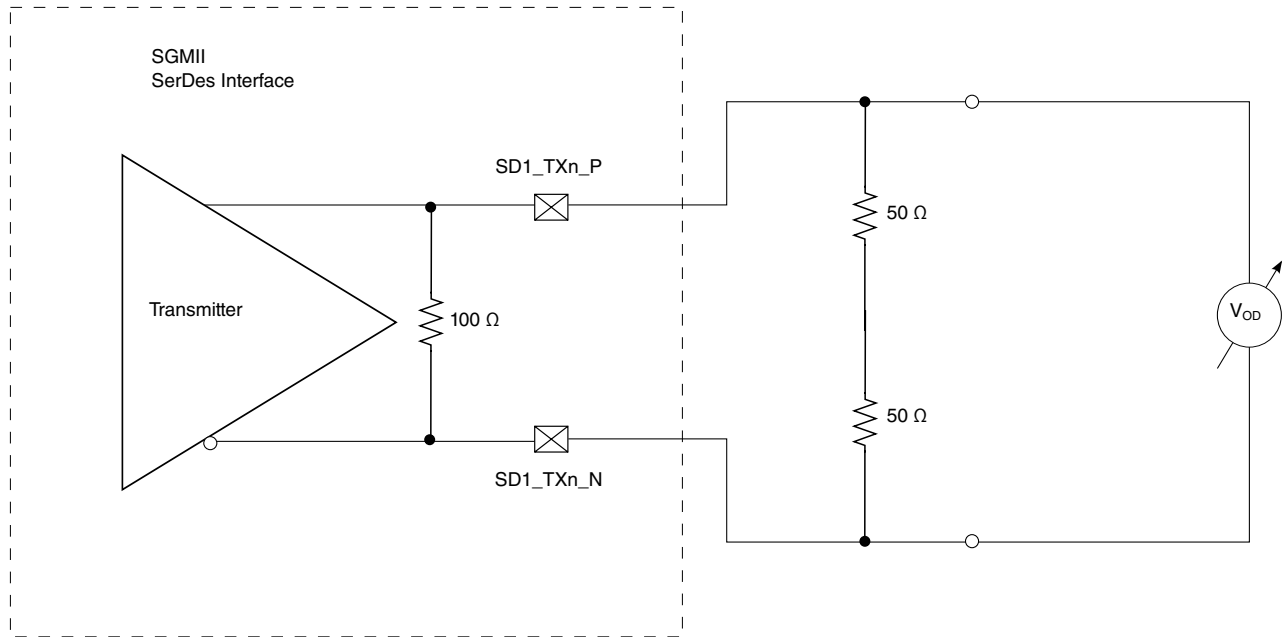 SGMII
SerDes Interface
SD1_TXn_P
50 Ω
Transmitter
100 Ω
VOD
50 Ω
SD1_TXn_N